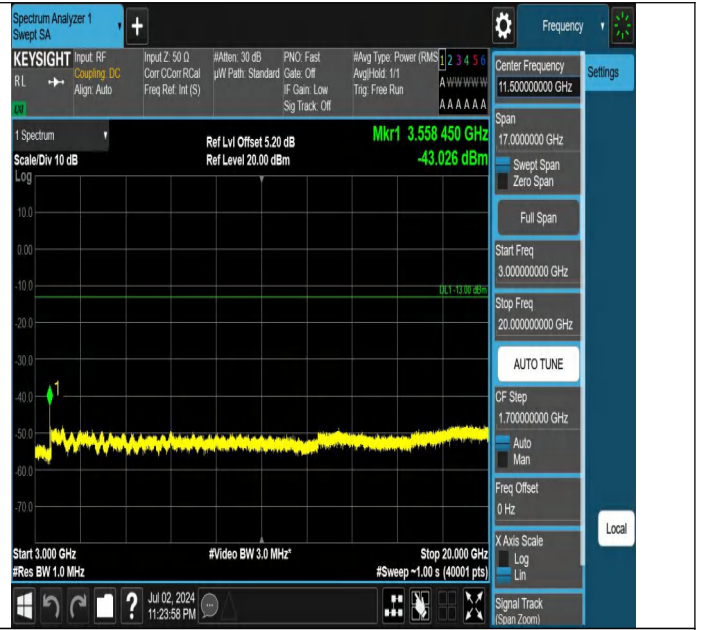 Spectrum Analyzer 1
Swept SA
Frequency
KEYSIGHT
Input: RF
Input Z: 50 Ω
#Atten: 30 dB
PNO: Fast
#Avg Type: Power (RMS
1 2 3 4 5 6
RL
Coupling: DC
Corr CCorr RCal
µW Path: Standard
Gate: Off
Avg|Hold: 1/1
A W W W W W
Align: Auto
Freq Ref: Int (S)
IF Gain: Low
Trig: Free Run
Sig Track: Off
A A A A A A
LXI
1 Spectrum
Ref Lvl Offset 5.20 dB
Mkr1 3.558 450 GHz
Scale/Div 10 dB
Ref Level 20.00 dBm
-43.026 dBm
Log
10.0
0.00
-10.0
DL1 -13.00 dBm
-20.0
-30.0
1
-40.0
-50.0
-60.0
-70.0
Start 3.000 GHz
#Video BW 3.0 MHz*
Stop 20.000 GHz
#Res BW 1.0 MHz
#Sweep ~1.00 s (40001 pts)
?
Jul 02, 2024
11:23:58 PM
Center Frequency
11.500000000 GHz
Settings
Span
17.0000000 GHz
Swept Span
Zero Span
Full Span
Start Freq
3.000000000 GHz
Stop Freq
20.000000000 GHz
AUTO TUNE
CF Step
1.700000000 GHz
Auto
Man
Freq Offset
0 Hz
Local
X Axis Scale
Log
Lin
Signal Track
(Span Zoom)